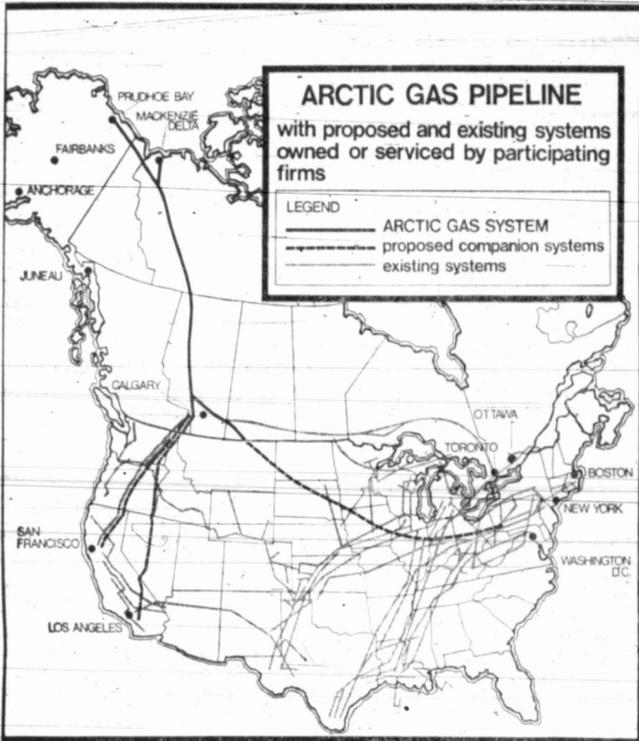 PRUDHOE BAY
MACKENZIE
DELTA
FAIRBANKS
ANCHORAGE
JUNEAU
ARCTIC GAS PIPELINE
with proposed and existing systems
owned or serviced by participating
firms
LEGEND
ARCTIC GAS SYSTEM
proposed companion systems
existing systems
CALGARY
OTTAWA
TORONTO
BOSTON
NEW YORK
SAN
FRANCISCO
WASHINGTON
D.C.
LOS ANGELES